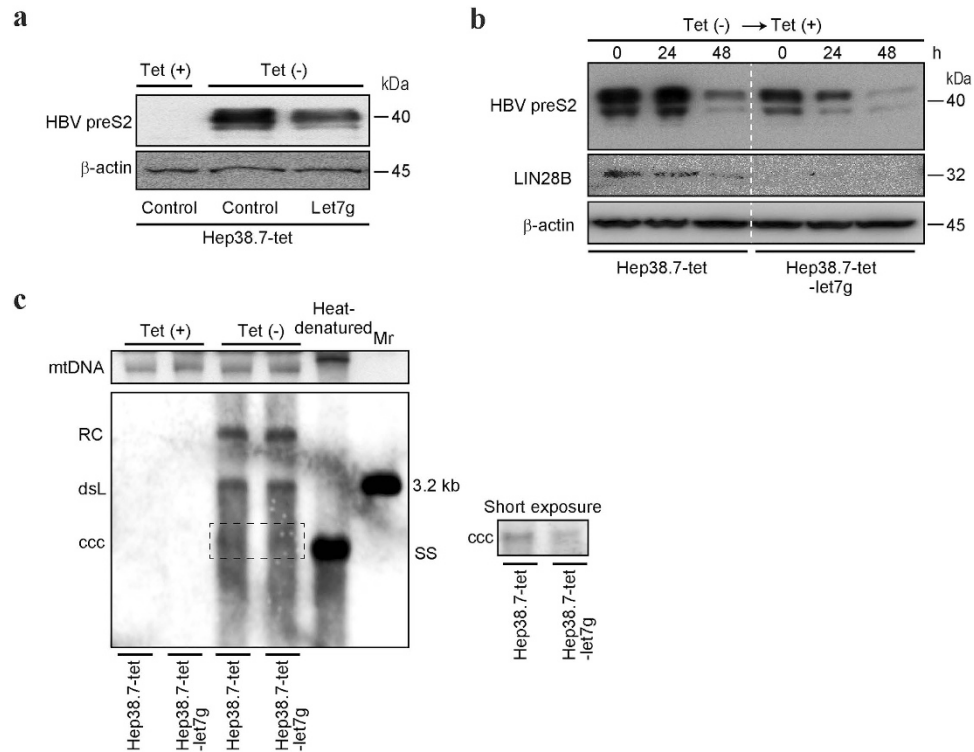 a
Tet (+) Tet (-)
kDa
HBV preS2
40
β-actin
45
Control Control Let7g
Hep38.7-tet
b
Tet (-) → Tet (+)
0 24 48 0 24 48 h
kDa
HBV preS2
40
LIN28B
32
β-actin
45
Hep38.7-tet Hep38.7-tet
-let7g
c
Heat-
denatured
Tet (+) Tet (-) Mr
mtDNA
RC
dsL
3.2 kb
ccc
SS
Hep38.7-tet
Hep38.7-tet
-let7g
Hep38.7-tet
Hep38.7-tet
-let7g
Short exposure
ccc
Hep38.7-tet
Hep38.7-tet
-let7g